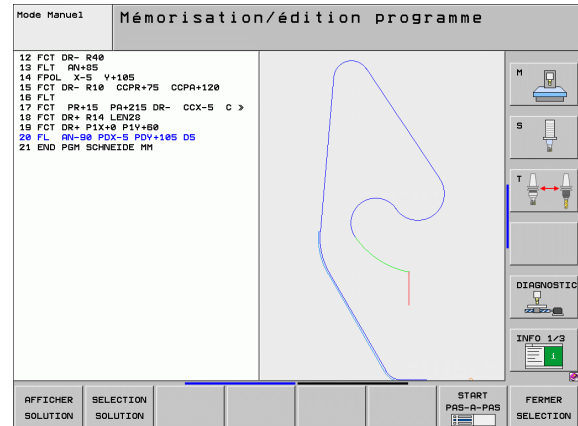 Mode Manuel
Mémorisation/édition programme
12 FCT DR- R40
13 FLT AN+85
14 FPOL X-5 Y+105
15 FCT DR- R10 CCPR+75 CCPA+120
16 FLT
17 FCT PR+15 PA+215 DR- CCX-5 C »
18 FCT DR+ R14 LEN28
19 FCT DR+ P1X+0 P1Y+60
20 FL AN-90 PDX-5 PDY+105 D5
21 END PGM SCHNEIDE MM
M
S
T
DIAGNOSTIC
INFO 1/3
i
AFFICHER
SOLUTION
SELECTION
SOLUTION
START
PAS-A-PAS
FERMER
SELECTION